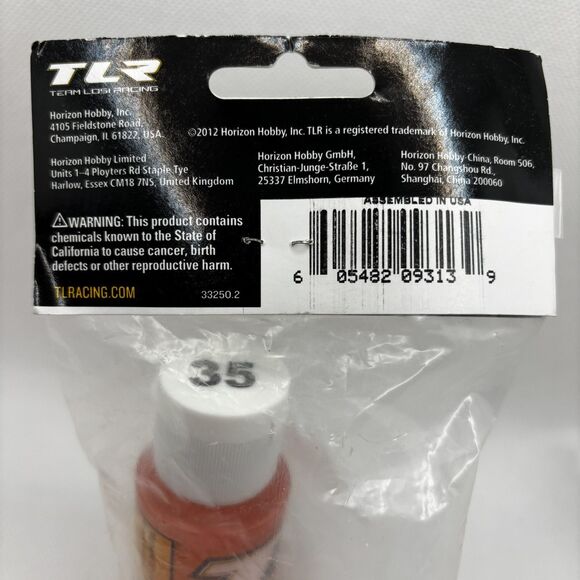 TLR
TEAM LOSI RACING
Horizon Hobby, Inc.
4105 Fieldstone Road,
Champaign, IL 61822, USA.
©2012 Horizon Hobby, Inc. TLR is a registered trademark of Horizon Hobby, Inc.
Horizon Hobby Limited
Units 1–4 Ployters Rd Staple Tye
Harlow, Essex CM18 7NS, United Kingdom
Horizon Hobby GmbH,
Christian-Junge-Straße 1,
25337 Elmshorn, Germany
Horizon Hobby China, Room 506,
No. 97 Changshou Rd.,
Shanghai, China 200060
ASSEMBLED IN USA
⚠WARNING: This product contains
chemicals known to the State of
California to cause cancer, birth
defects or other reproductive harm.
6 05482 09313 9
TLRACING.COM
33250.2
35